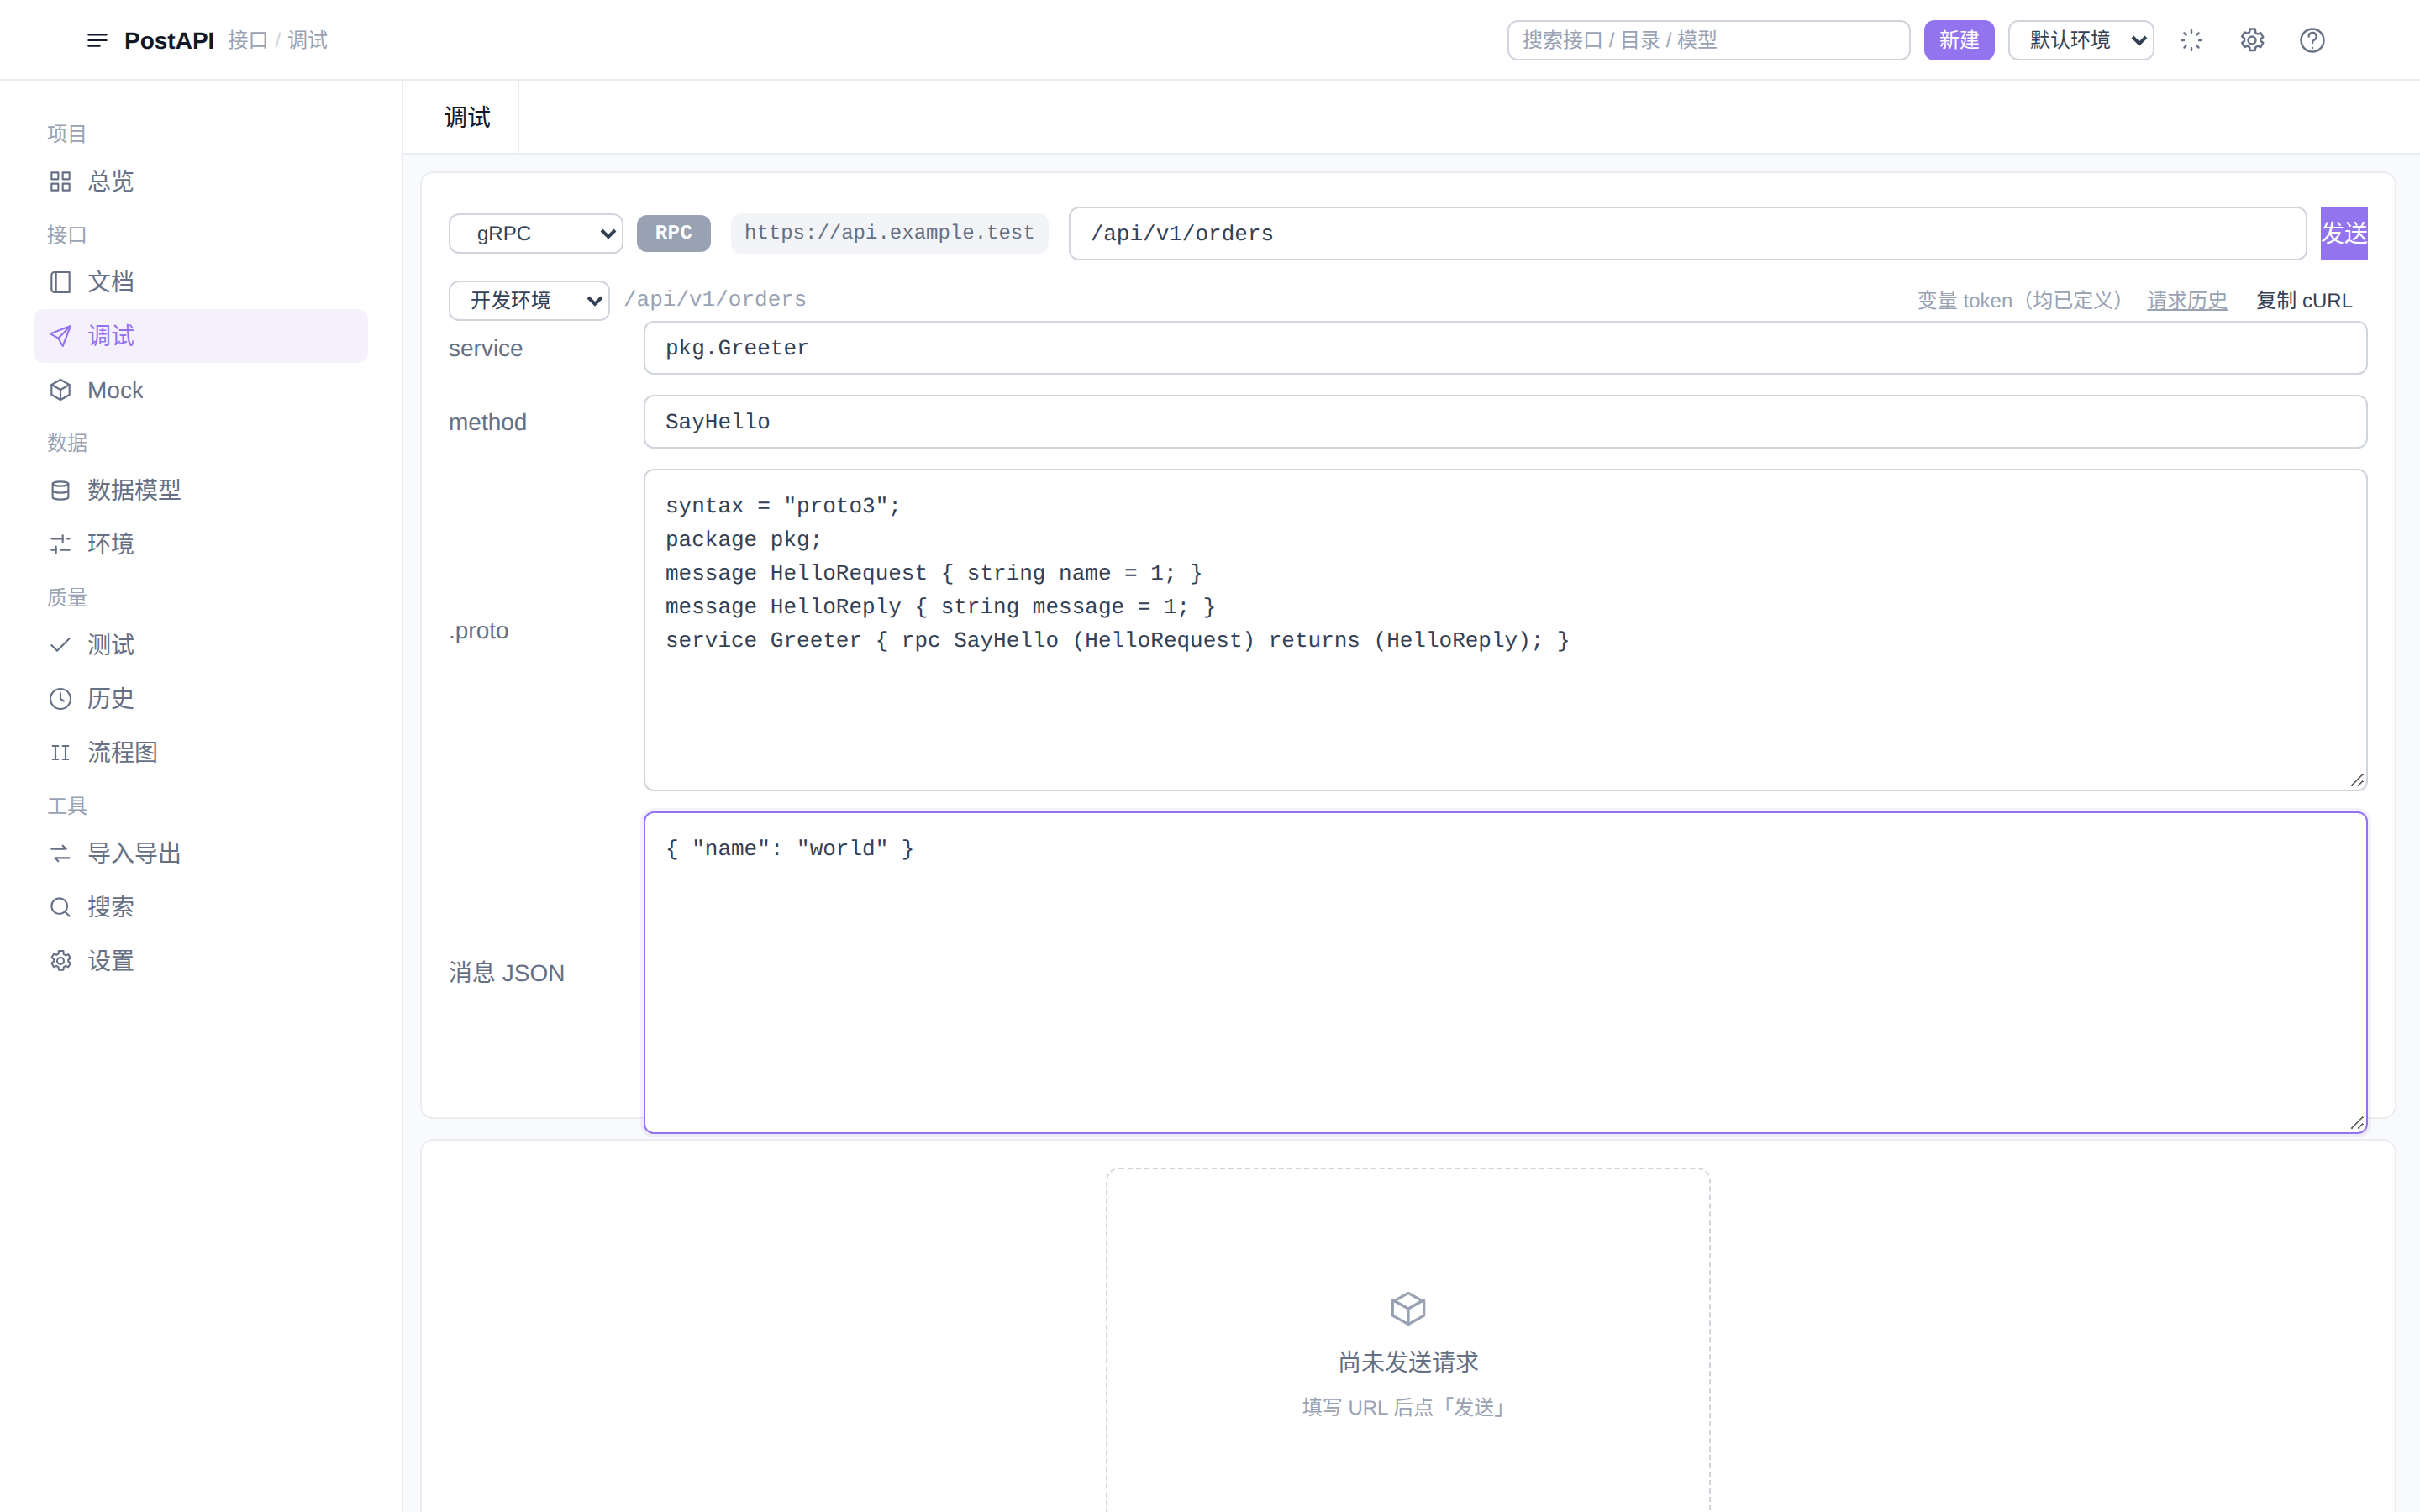 PostAPI 接口 / 调试
搜索接口 / 目录 / 模型
新建
默认环境
项目
总览
接口
文档
调试
Mock
数据
数据模型
环境
质量
测试
历史
流程图
工具
导入导出
搜索
设置
调试
gRPC
RPC
https://api.example.test
/api/v1/orders
发送
开发环境
/api/v1/orders
变量 token（均已定义）
请求历史
复制 cURL
service
pkg.Greeter
method
SayHello
.proto
syntax = "proto3";
package pkg;
message HelloRequest { string name = 1; }
message HelloReply { string message = 1; }
service Greeter { rpc SayHello (HelloRequest) returns (HelloReply); }
消息 JSON
{ "name": "world" }
尚未发送请求
填写 URL 后点「发送」